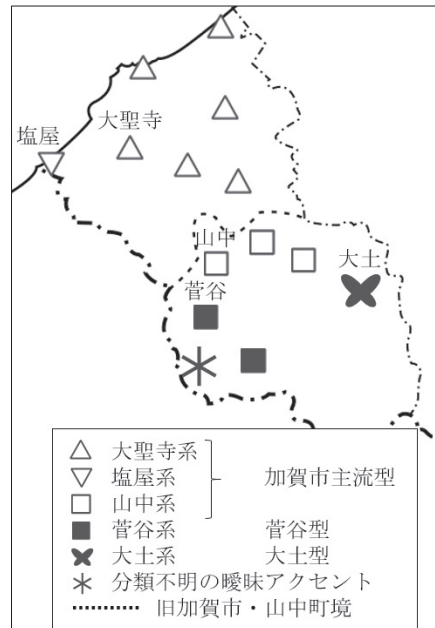 塩屋
大聖寺
山中
大土
菅谷
大聖寺系
塩屋系 加賀市主流型
山中系
菅谷系 菅谷型
大土系 大土型
分類不明の曖昧アクセント
旧加賀市・山中町境